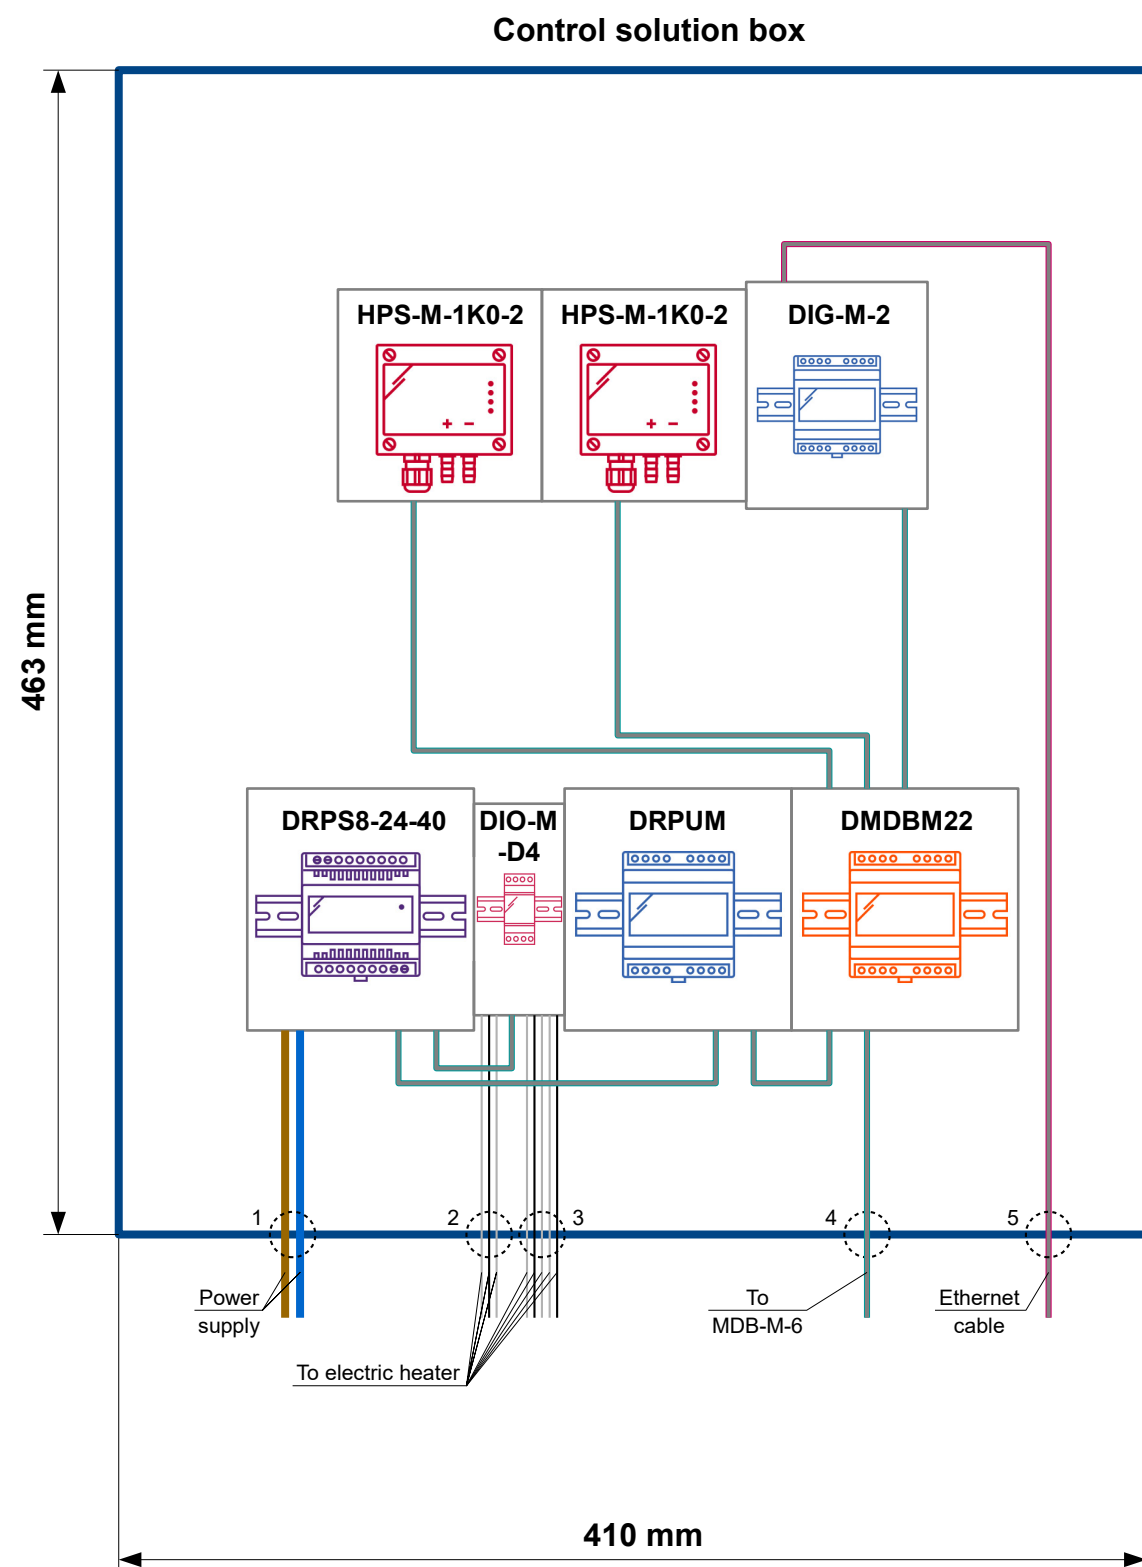 Control solution box
HPS-M-1K0-2
HPS-M-1K0-2
DIG-M-2
+ −
+ −
463 mm
DRPS8-24-40
DIO-M
-D4
DRPUM
DMDBM22
1
2
3
4
5
Power
supply
To electric heater
To
MDB-M-6
Ethernet
cable
410 mm